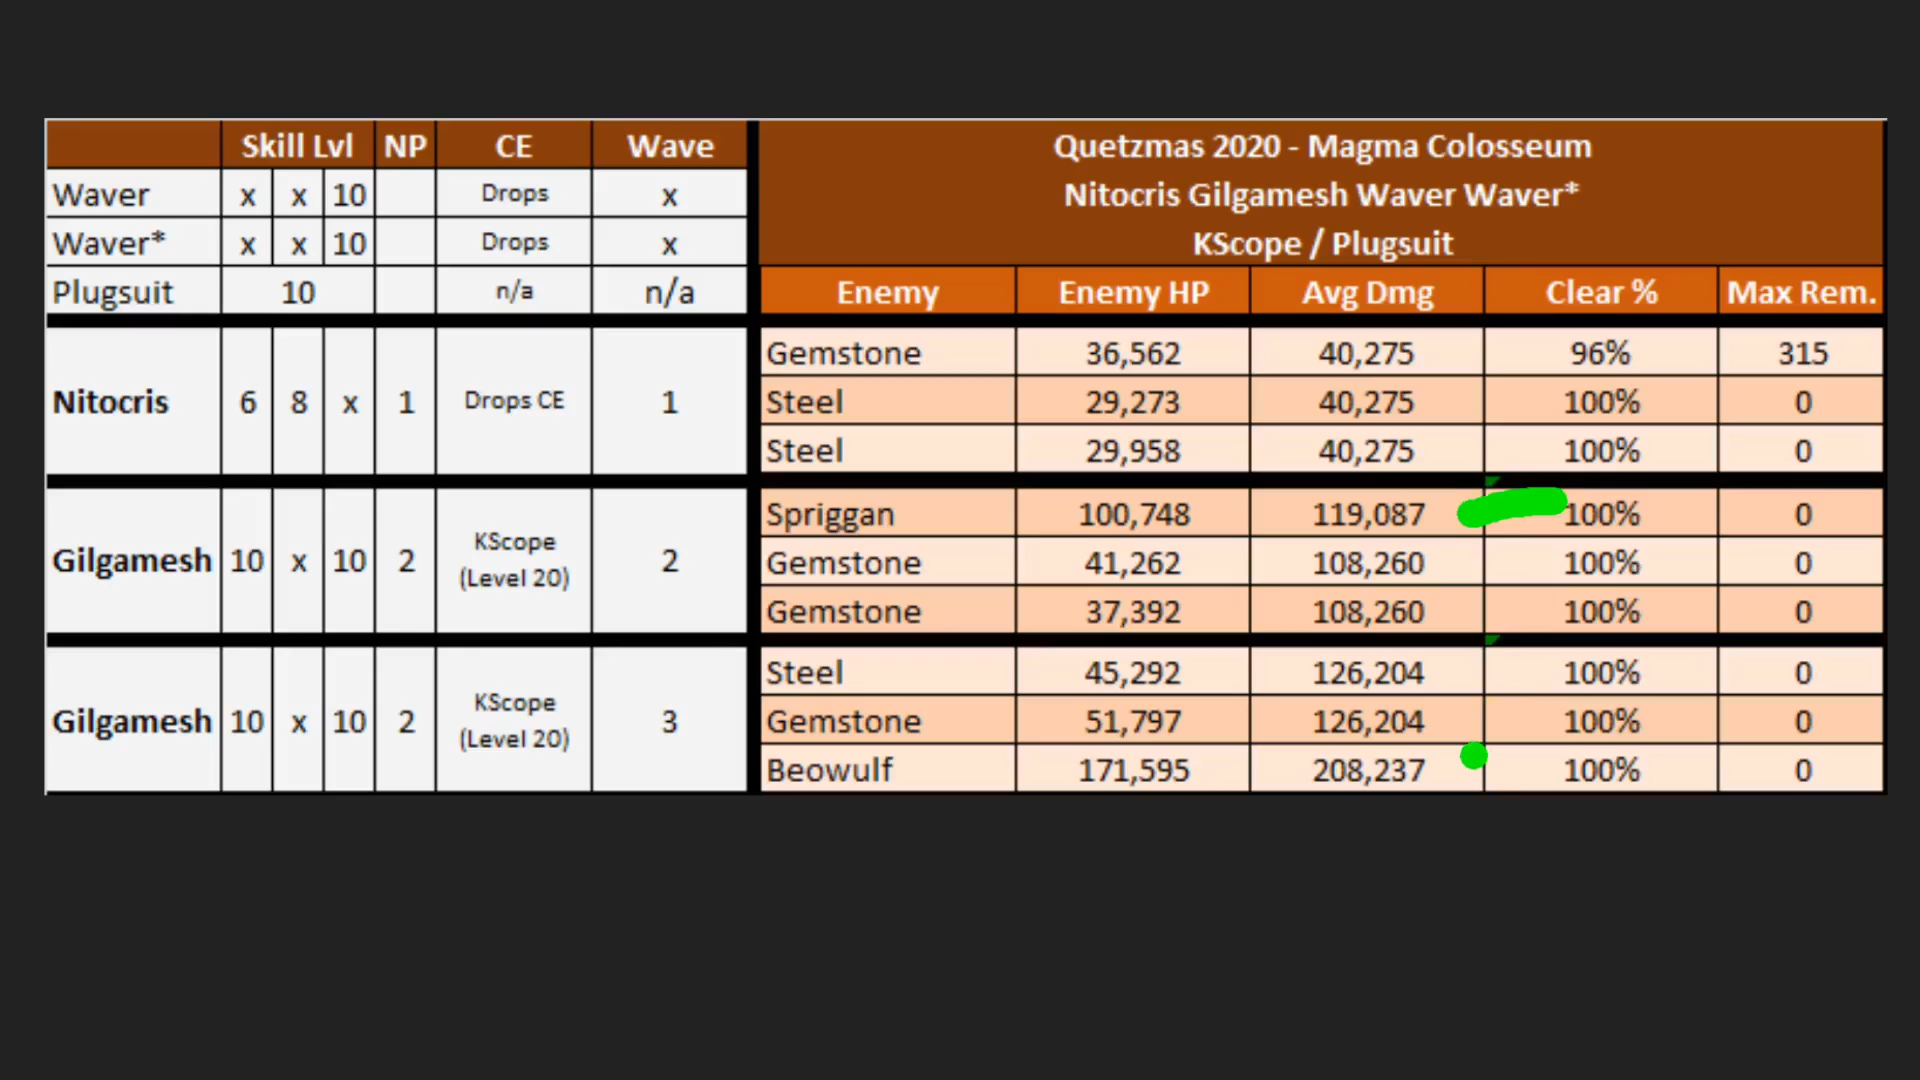 Skill Lvl NP CE Wave
Waver x x 10 Drops x
Waver* x x 10 Drops x
Plugsuit 10 n/a n/a
Quetzmas 2020 - Magma Colosseum
Nitocris Gilgamesh Waver Waver*
KScope / Plugsuit
Enemy Enemy HP Avg Dmg Clear % Max Rem.
Nitocris 6 8 x 1 Drops CE 1
Gemstone 36,562 40,275 96% 315
Steel 29,273 40,275 100% 0
Steel 29,958 40,275 100% 0
Gilgamesh 10 x 10 2 KScope (Level 20) 2
Spriggan 100,748 119,087 100% 0
Gemstone 41,262 108,260 100% 0
Gemstone 37,392 108,260 100% 0
Gilgamesh 10 x 10 2 KScope (Level 20) 3
Steel 45,292 126,204 100% 0
Gemstone 51,797 126,204 100% 0
Beowulf 171,595 208,237 100% 0